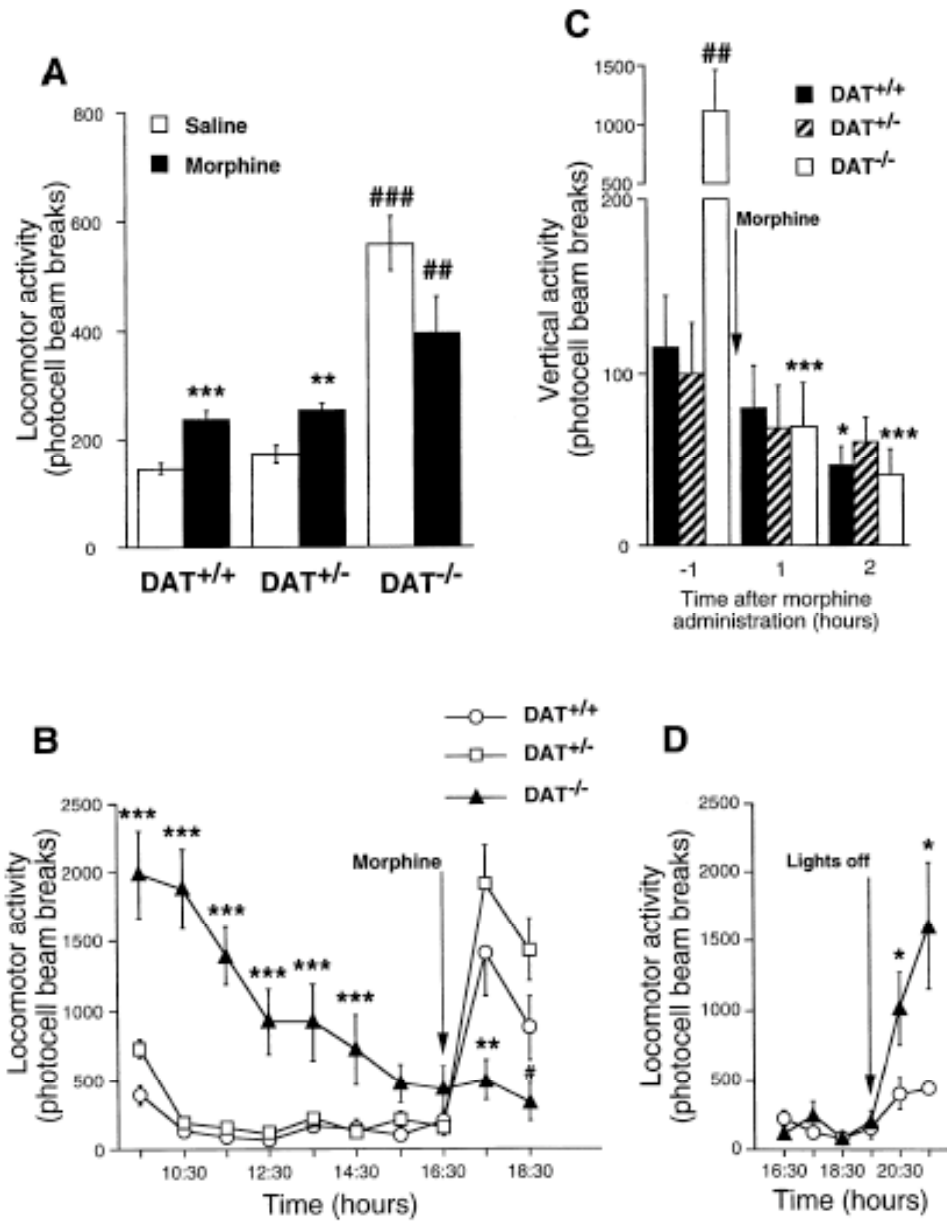 A
Locomotor activity
(photocell beam breaks)
800
600
400
200
0
Saline
Morphine
***
**
###
##
DAT+/+
DAT+/-
DAT-/-
C
Vertical activity
(photocell beam breaks)
1500
1000
500
200
100
0
##
DAT+/+
DAT+/-
DAT-/-
Morphine
***
*
***
-1
1
2
Time after morphine
administration (hours)
B
DAT+/+
DAT+/-
DAT-/-
Locomotor activity
(photocell beam breaks)
2500
2000
1500
1000
500
0
***
***
***
***
***
***
Morphine
**
#
10:30
12:30
14:30
16:30
18:30
Time (hours)
D
Locomotor activity
(photocell beam breaks)
2500
2000
1500
1000
500
0
Lights off
*
*
16:30
18:30
20:30
Time (hours)